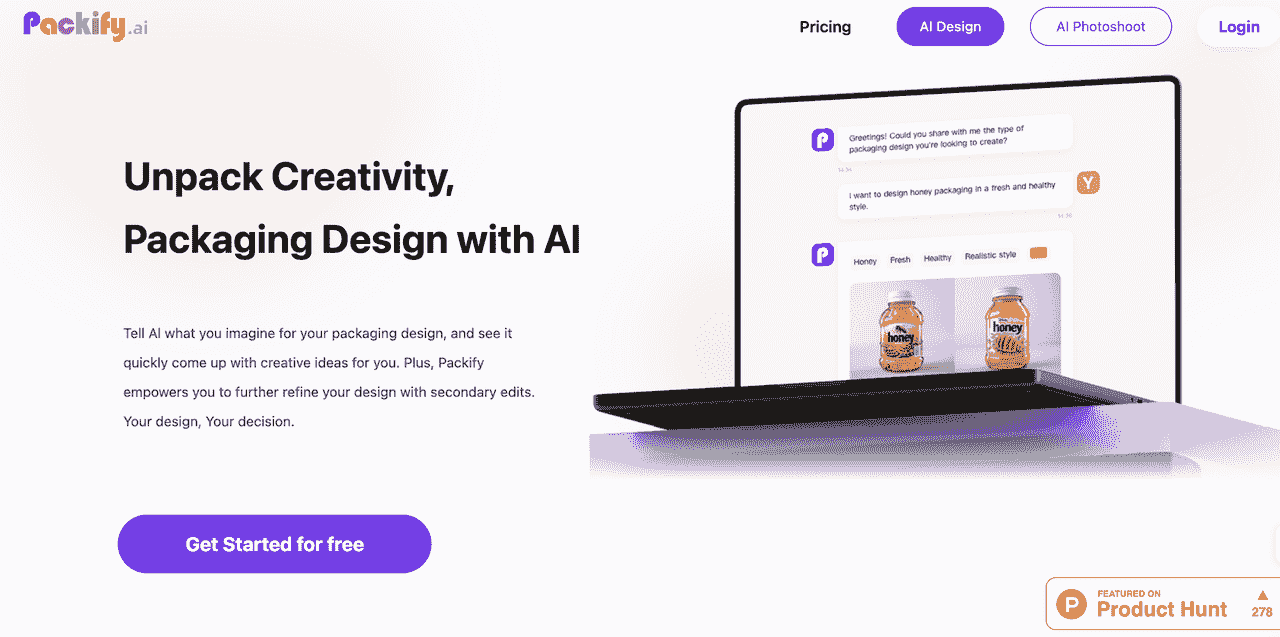 Packify.ai
Pricing
AI Design
AI Photoshoot
Login
Unpack Creativity,
Packaging Design with AI
Tell AI what you imagine for your packaging design, and see it
quickly come up with creative ideas for you. Plus, Packify
empowers you to further refine your design with secondary edits.
Your design, Your decision.
Get Started for free
P
Greetings! Could you share with me the type of
packaging design you're looking to create?
14:34
I want to design honey packaging in a fresh and healthy
style.
Y
P
Honey
Fresh
Healthy
Realistic style
honey
honey
P
FEATURED ON
Product Hunt
278